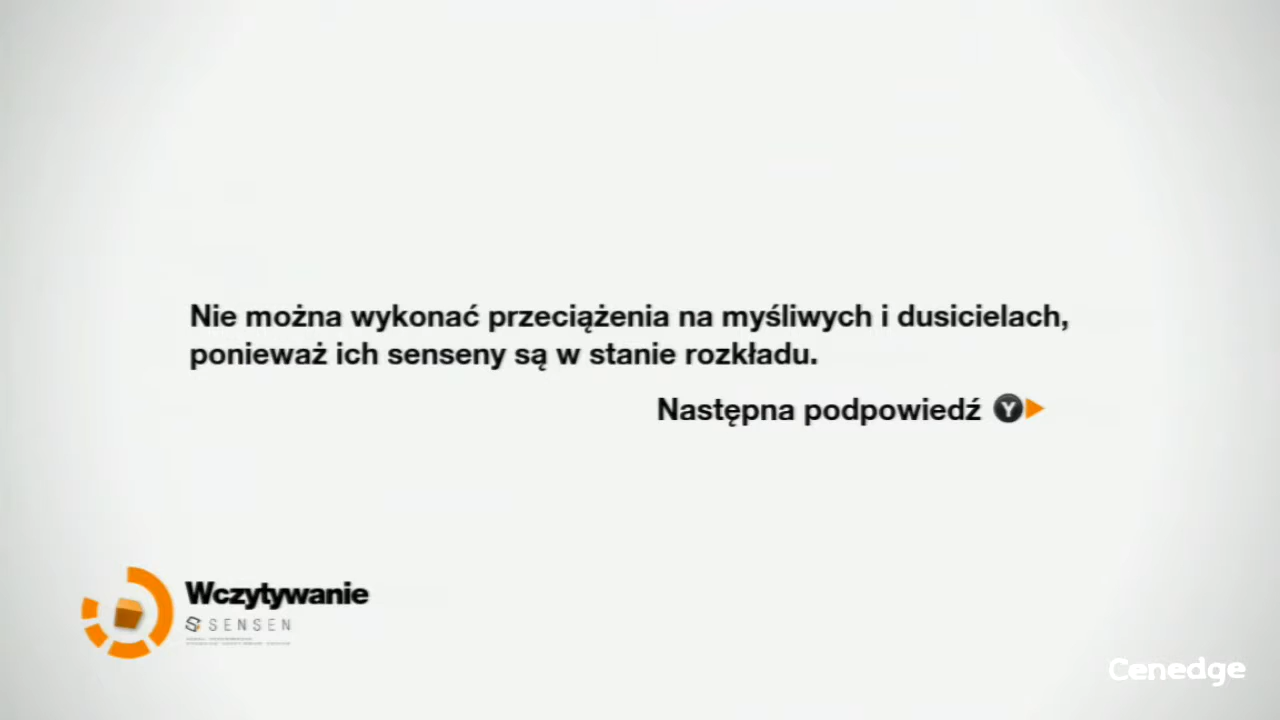 Nie można wykonać przeciążenia na myśliwych i dusicielach,
ponieważ ich senseny są w stanie rozkładu.
Następna podpowiedź Y
Wczytywanie
SENSEN
Cenedge